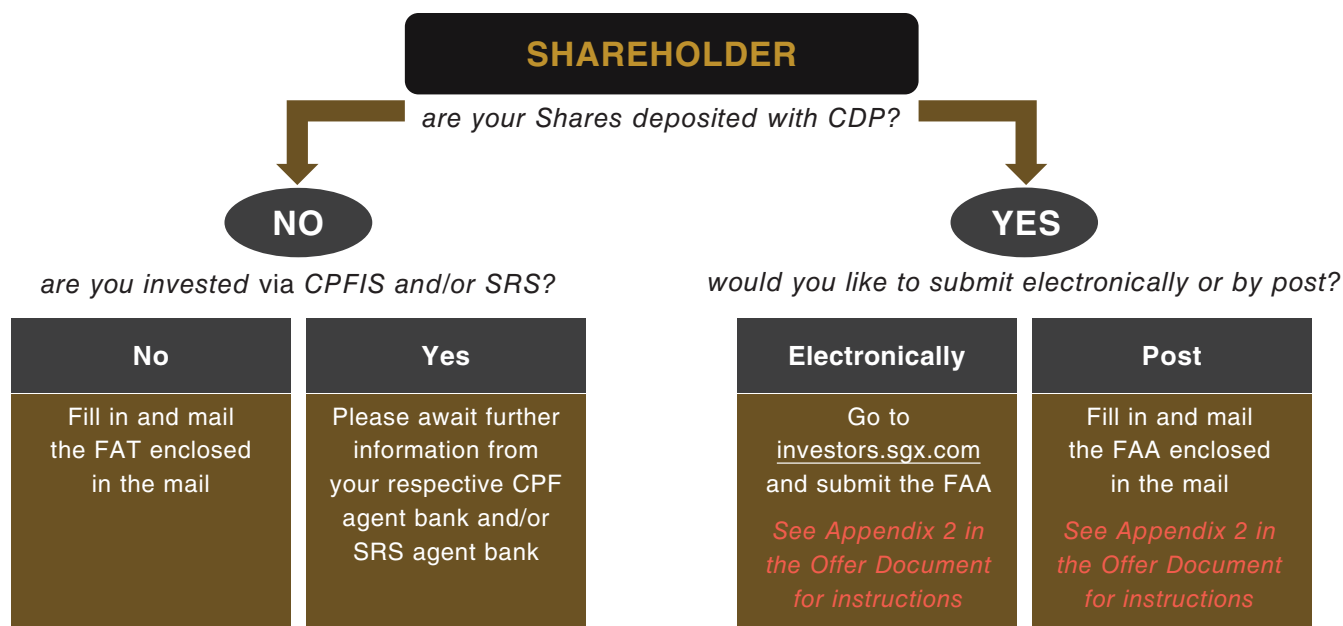 SHAREHOLDER
are your Shares deposited with CDP?
NO
are you invested via CPFIS and/or SRS?
No
Fill in and mail
the FAT enclosed
in the mail
Yes
Please await further
information from
your respective CPF
agent bank and/or
SRS agent bank
YES
would you like to submit electronically or by post?
Electronically
Go to
investors.sgx.com
and submit the FAA
See Appendix 2 in
the Offer Document
for instructions
Post
Fill in and mail
the FAA enclosed
in the mail
See Appendix 2 in
the Offer Document
for instructions